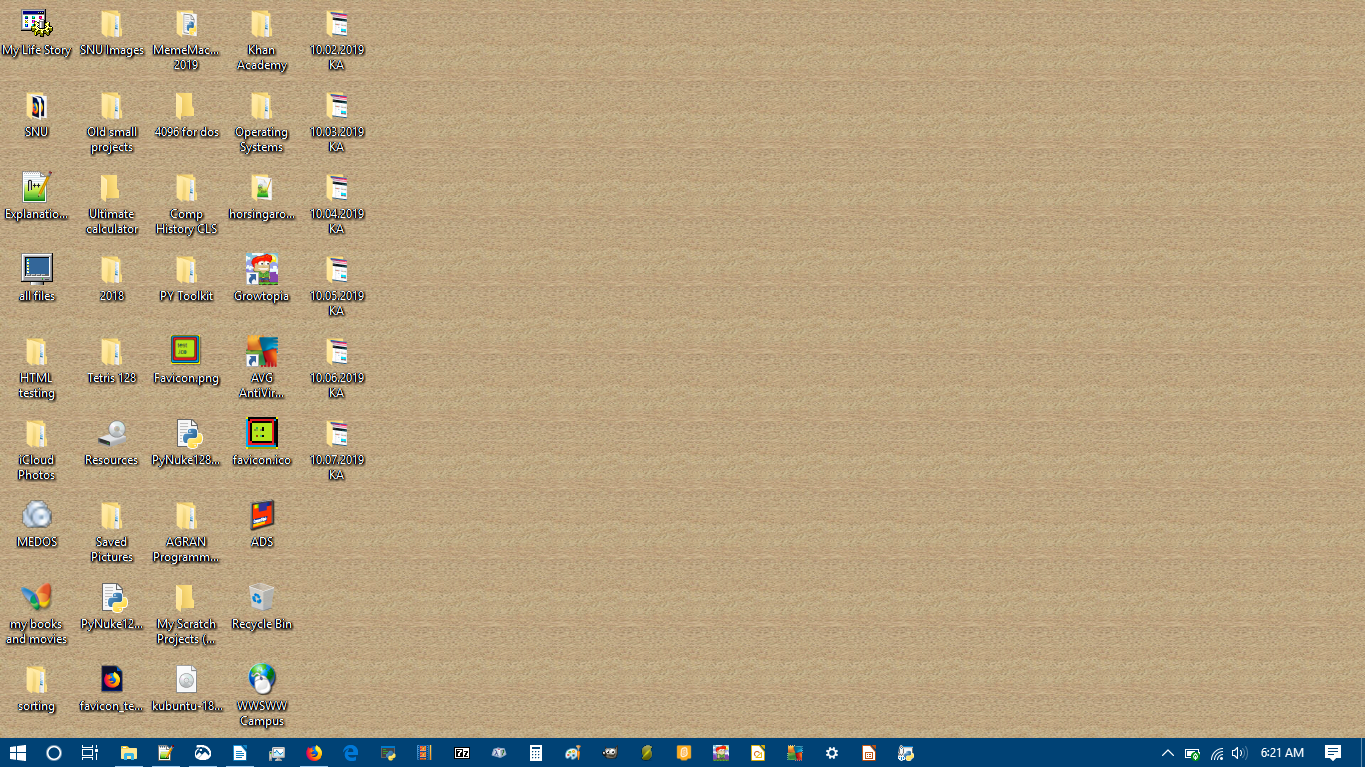 My Life Story
SNU Images
MemeMac...
2019
Khan
Academy
10.02.2019
KA
SNU
Old small
projects
4096 for dos
Operating
Systems
10.03.2019
KA
Explanatio...
Ultimate
calculator
Comp
History CLS
horsingaro...
10.04.2019
KA
all files
2018
PY Toolkit
Growtopia
10.05.2019
KA
HTML
testing
Tetris 128
Favicon.png
AVG
AntiVir...
10.06.2019
KA
iCloud
Photos
Resources
PyNuke128...
favicon.ico
10.07.2019
KA
MEDOS
Saved
Pictures
AGRAN
Programm...
ADS
my books
and movies
PyNuke12...
My Scratch
Projects (...
Recycle Bin
sorting
favicon_te...
kubuntu-18...
WWSWW
Campus
6:21 AM